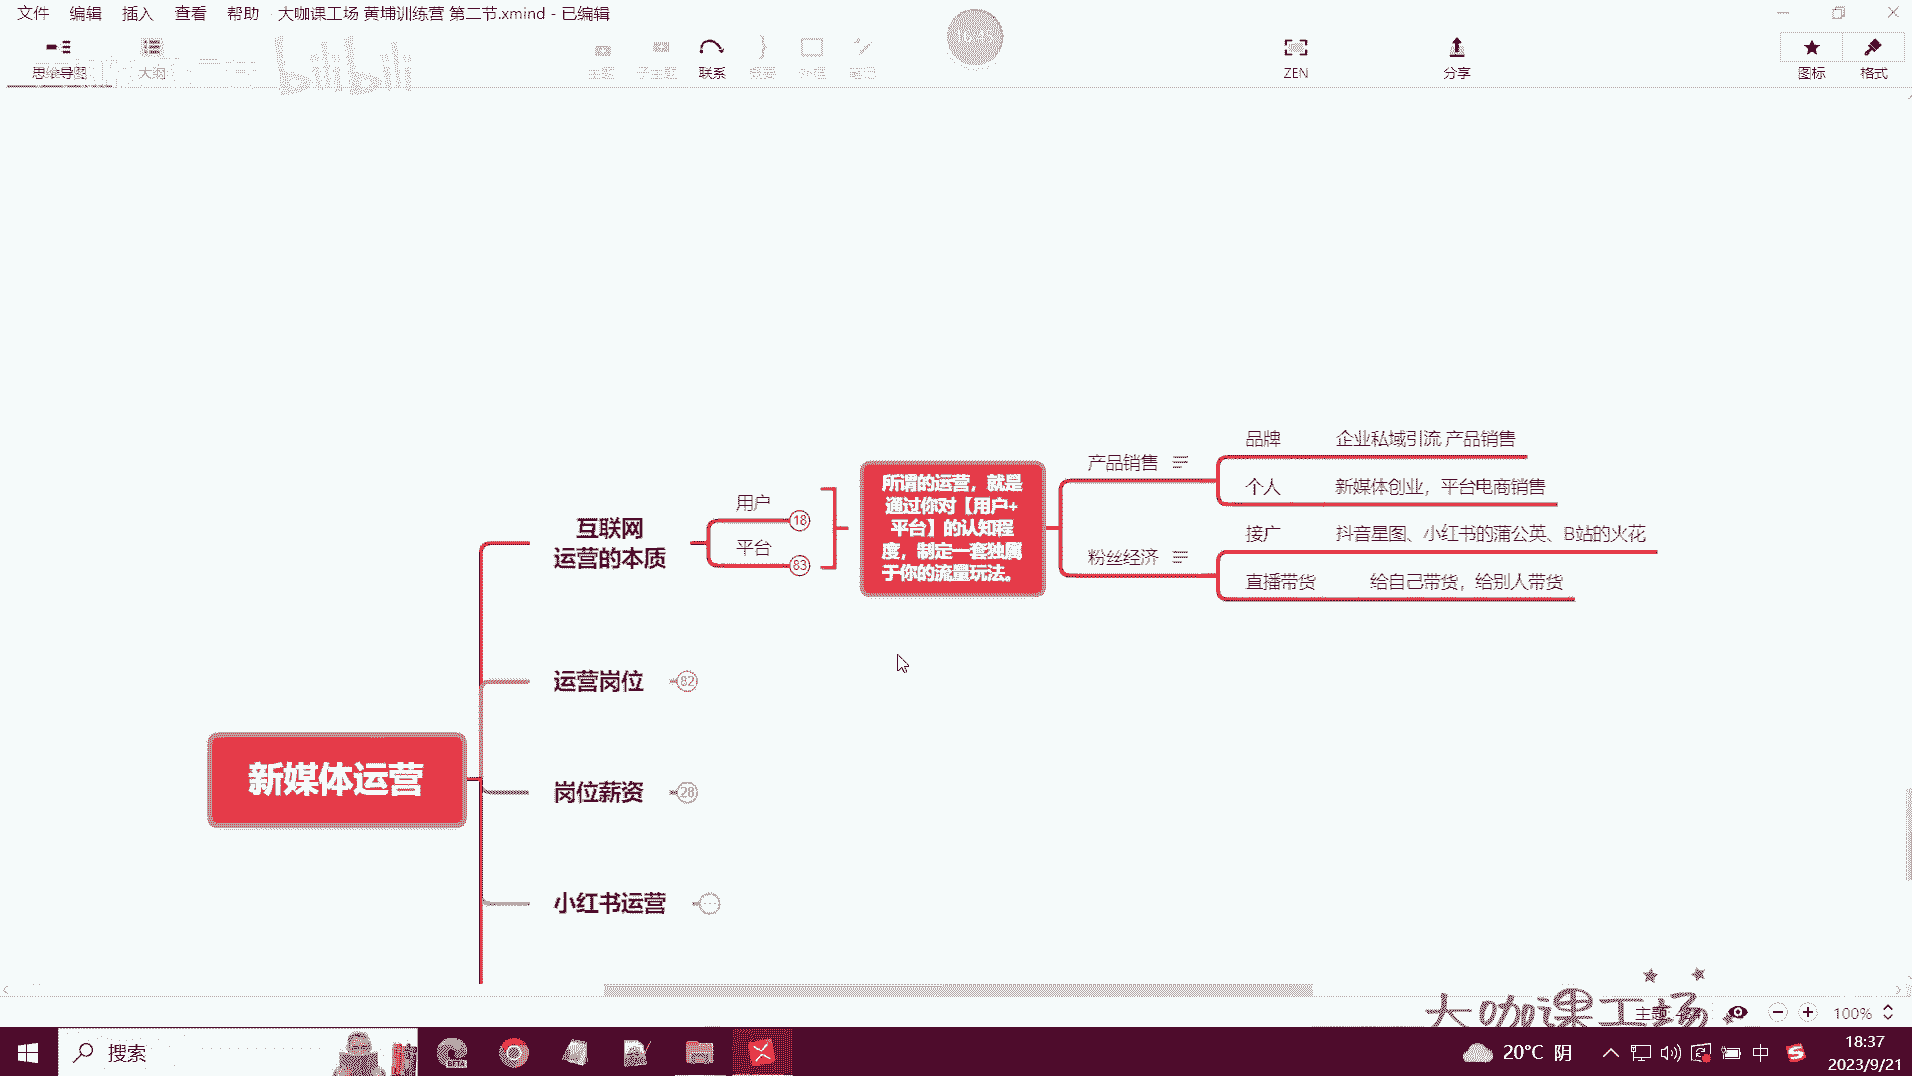 文件 编辑 插入 查看 帮助 大咖课工场 黄埔训练营 第二节.xmind - 已编辑
思维导图 大纲 主题 子主题 联系 概要 外框 笔记 ZEN 分享 图标 格式
bilibili
品牌 企业私域引流 产品销售
产品销售
个人 新媒体创业，平台电商销售
接广 抖音星图、小红书的蒲公英、B站的火花
粉丝经济
直播带货 给自己带货，给别人带货
所谓的运营，就是
通过你对【用户+
平台】的认知程
度，制定一套独属
于你的流量玩法。
用户 18
平台 83
互联网
运营的本质
运营岗位 82
新媒体运营
岗位薪资 28
小红书运营
大咖课工场
主题
100%
搜索
BETA
20°C 阴
中
18:37
2023/9/21